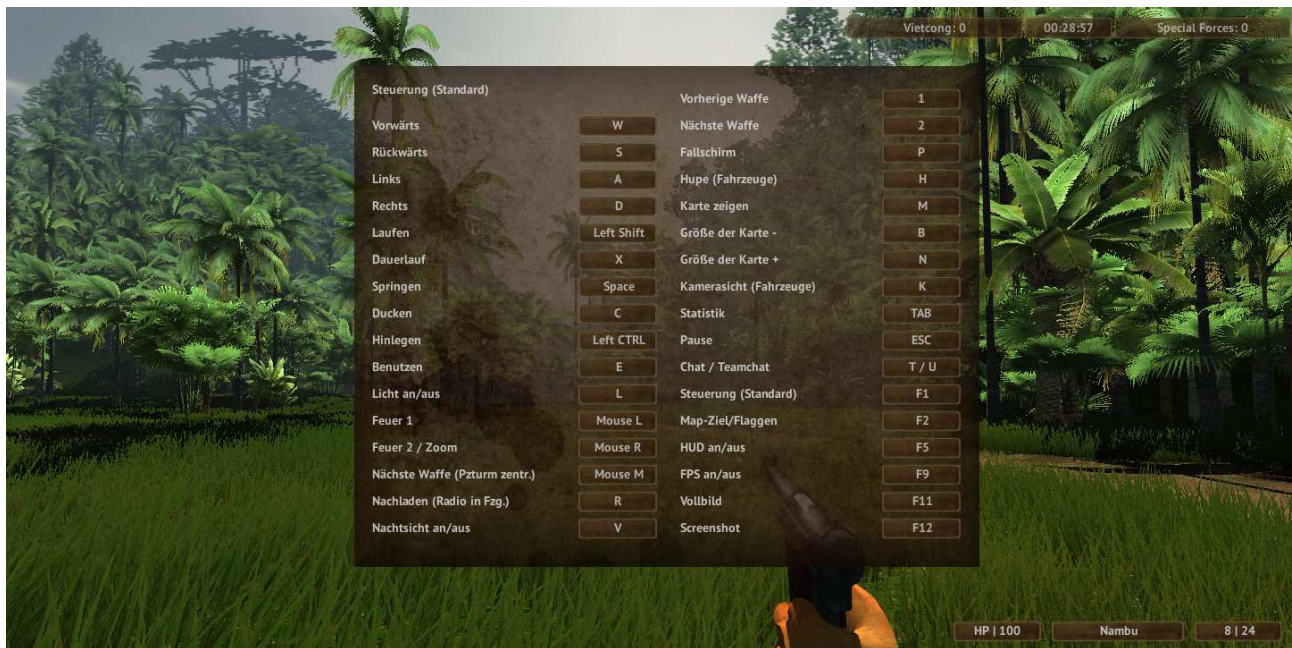 Vietcong: 0 00:28:57 Special Forces: 0
Steuerung (Standard)
Vorwärts W
Rückwärts S
Links A
Rechts D
Laufen Left Shift
Dauerlauf X
Springen Space
Ducken C
Hinlegen Left CTRL
Benutzen E
Licht an/aus L
Feuer 1 Mouse L
Feuer 2 / Zoom Mouse R
Nächste Waffe (Pzturm zentr.) Mouse M
Nachladen (Radio in Fzg.) R
Nachtsicht an/aus V
Vorherige Waffe 1
Nächste Waffe 2
Fallschirm P
Hupe (Fahrzeuge) H
Karte zeigen M
Größe der Karte - B
Größe der Karte + N
Kamerasicht (Fahrzeuge) K
Statistik TAB
Pause ESC
Chat / Teamchat T / U
Steuerung (Standard) F1
Map-Ziel/Flaggen F2
HUD an/aus F5
FPS an/aus F9
Vollbild F11
Screenshot F12
HP | 100 Nambu 8 | 24